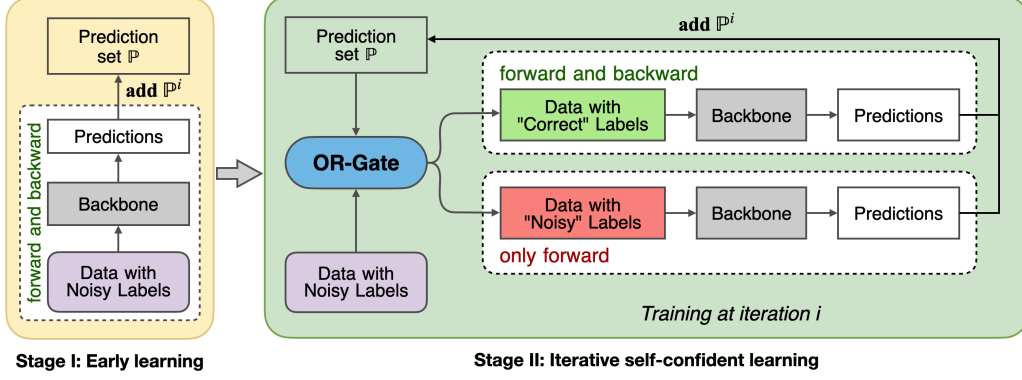 Prediction
set ℙ
add ℙⁱ
Predictions
Backbone
Data with
Noisy Labels
forward and backward
Stage I: Early learning
Prediction
set ℙ
add ℙⁱ
OR-Gate
Data with
Noisy Labels
forward and backward
Data with
"Correct" Labels
Backbone
Predictions
Data with
"Noisy" Labels
Backbone
Predictions
only forward
Training at iteration i
Stage II: Iterative self-confident learning